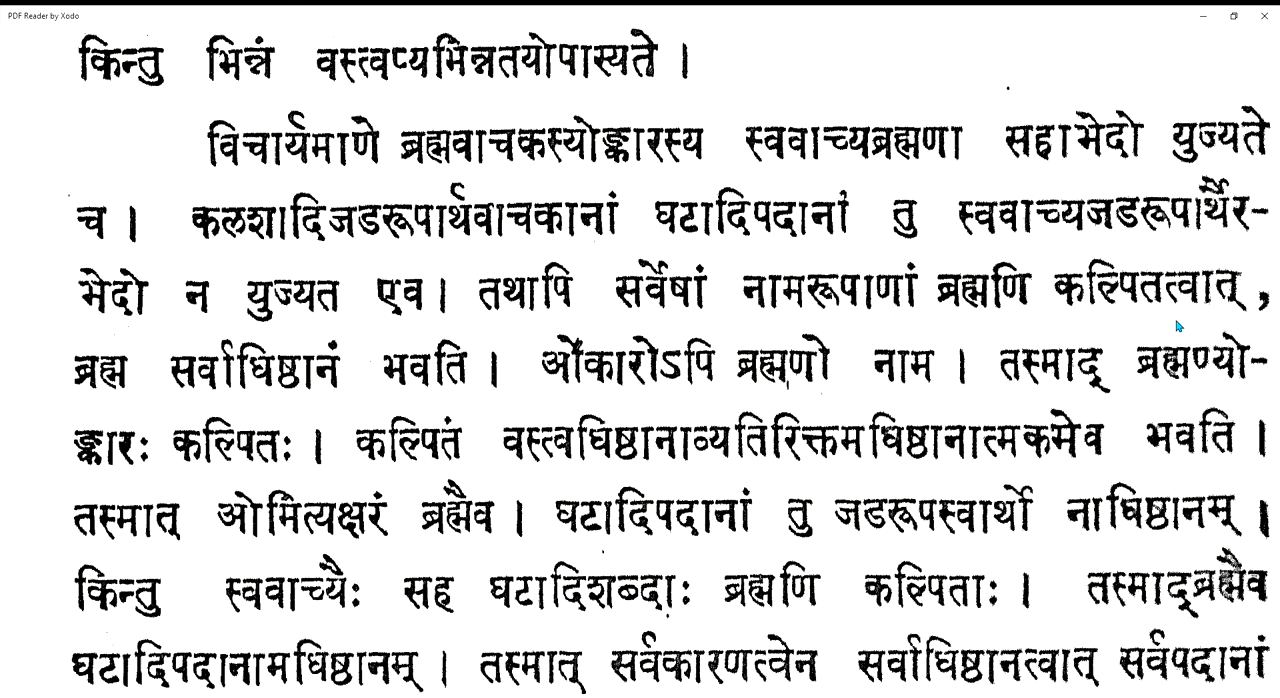 PDF Reader by Xodo
किन्तु भिन्नं वस्त्वप्यभिन्नतयोपास्यते ।
विचार्यमाणे ब्रह्मवाचकस्योङ्कारस्य स्ववाच्यब्रह्मणा सहाभेदो युज्यते
च । कलशादिजडरूपार्थवाचकानां घटादिपदानां तु स्ववाच्यजडरूपार्थैर-
भेदो न युज्यत एव । तथापि सर्वेषां नामरूपाणां ब्रह्मणि कल्पितत्वात्,
ब्रह्म सर्वाधिष्ठानं भवति । ओंकारोऽपि ब्रह्मणो नाम । तस्माद् ब्रह्मण्यो-
ङ्कारः कल्पितः । कल्पितं वस्त्वधिष्ठानाव्यतिरिक्तमधिष्ठानात्मकमेव भवति ।
तस्मात् ओमित्यक्षरं ब्रह्मैव । घटादिपदानां तु जडरूपस्वार्थो नाधिष्ठानम् ।
किन्तु स्ववाच्यैः सह घटादिशब्दाः ब्रह्मणि कल्पिताः । तस्माद्ब्रह्मैव
घटादिपदानामधिष्ठानम् । तस्मात् सर्वकारणत्वेन सर्वाधिष्ठानत्वात् सर्वपदानां